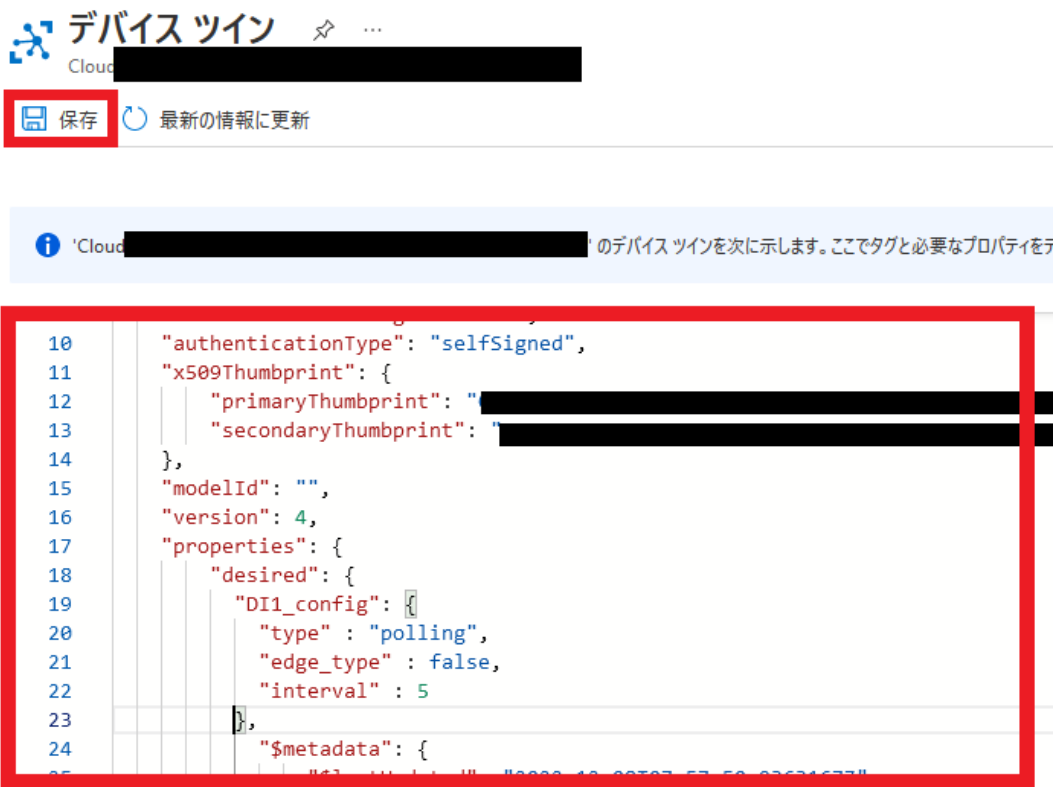 デバイス ツイン ...
Cloud
保存 最新の情報に更新
'Cloud ' のデバイス ツインを次に示します。ここでタグと必要なプロパティをデ
10 "authenticationType": "selfSigned",
11 "x509Thumbprint": {
12 "primaryThumbprint": "
13 "secondaryThumbprint": "
14 },
15 "modelId": "",
16 "version": 4,
17 "properties": {
18 "desired": {
19 "DI1_config": {
20 "type" : "polling",
21 "edge_type" : false,
22 "interval" : 5
23 },
24 "$metadata": {